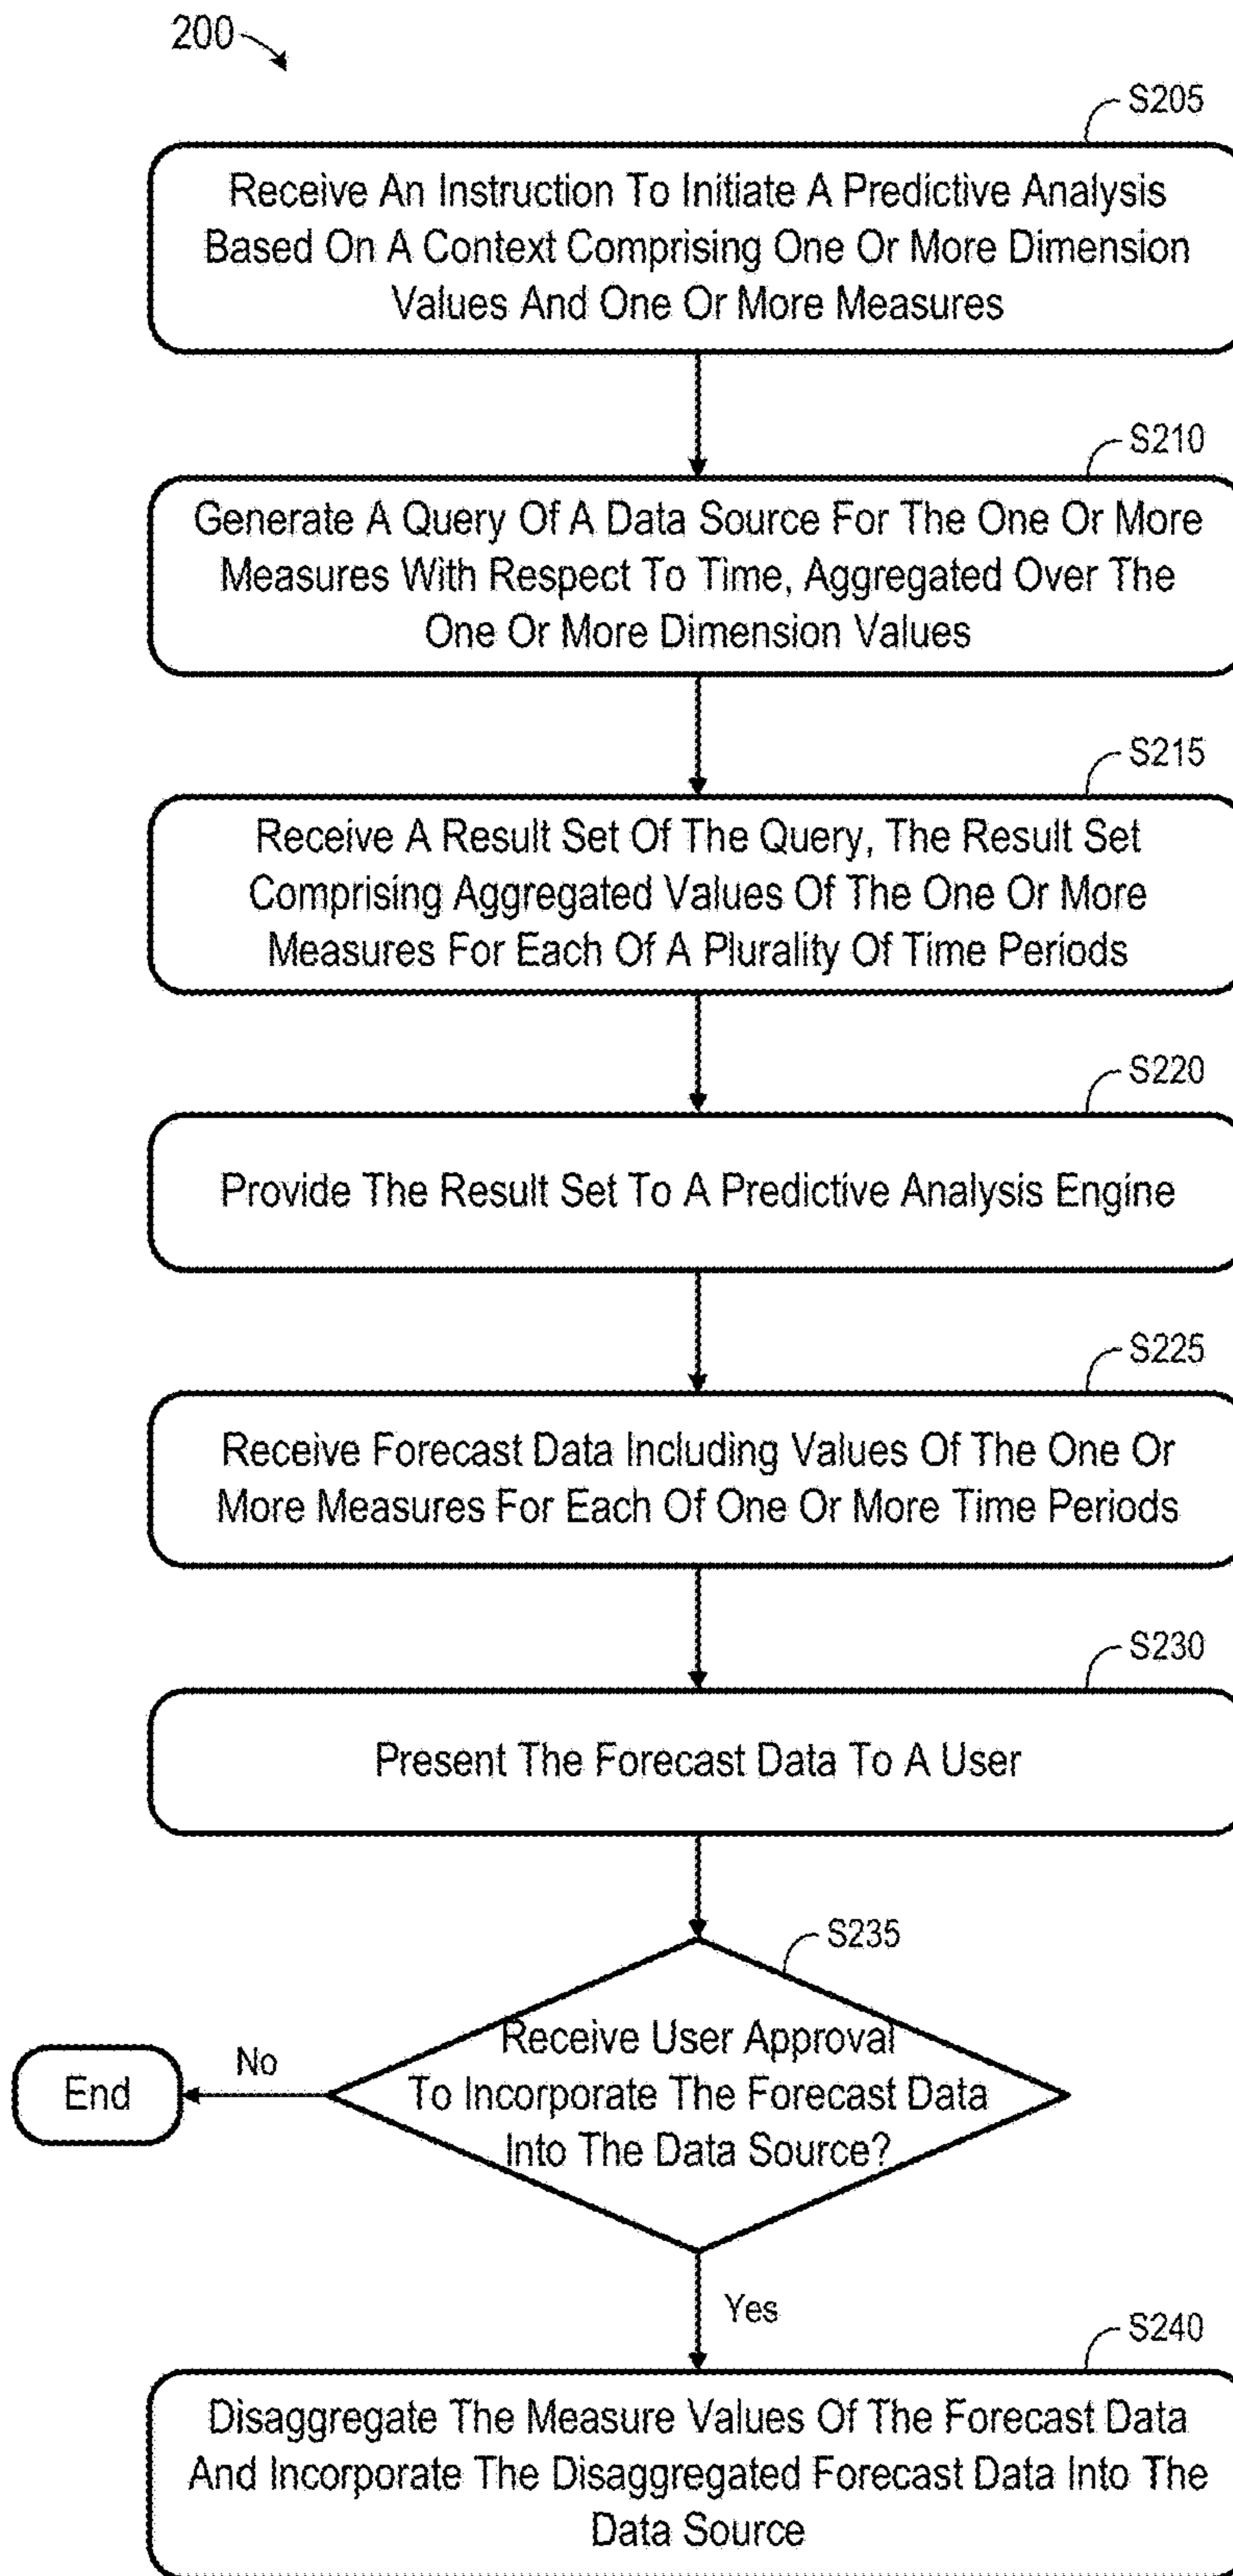 200
S205
Receive An Instruction To Initiate A Predictive Analysis
Based On A Context Comprising One Or More Dimension
Values And One Or More Measures
S210
Generate A Query Of A Data Source For The One Or More
Measures With Respect To Time, Aggregated Over The
One Or More Dimension Values
S215
Receive A Result Set Of The Query, The Result Set
Comprising Aggregated Values Of The One Or More
Measures For Each Of A Plurality Of Time Periods
S220
Provide The Result Set To A Predictive Analysis Engine
S225
Receive Forecast Data Including Values Of The One Or
More Measures For Each Of One Or More Time Periods
S230
Present The Forecast Data To A User
S235
Receive User Approval
To Incorporate The Forecast Data
Into The Data Source?
No
End
Yes
S240
Disaggregate The Measure Values Of The Forecast Data
And Incorporate The Disaggregated Forecast Data Into The
Data Source